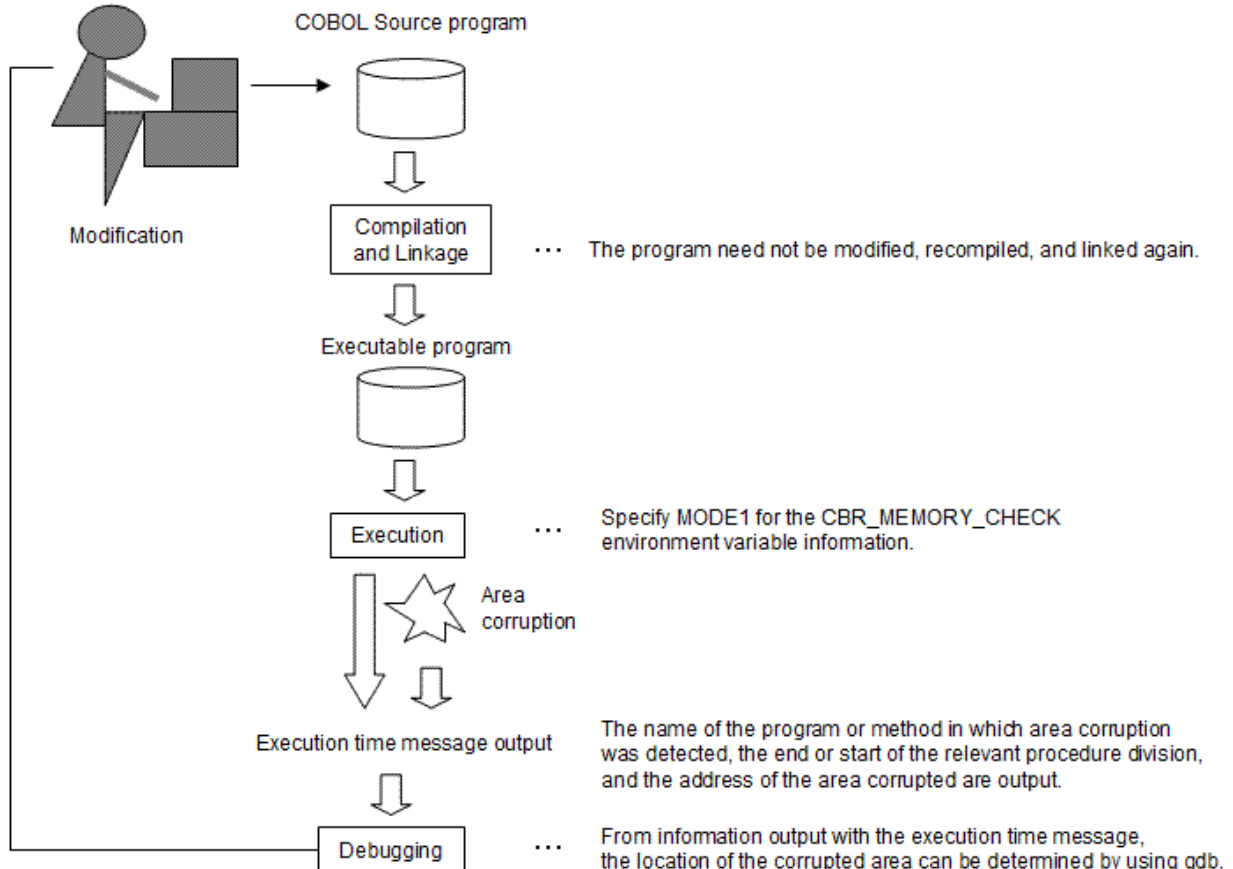 COBOL Source program
Modification
Compilation
and Linkage
... The program need not be modified, recompiled, and linked again.
Executable program
Execution
... Specify MODE1 for the CBR_MEMORY_CHECK
environment variable information.
Area
corruption
Execution time message output
The name of the program or method in which area corruption
was detected, the end or start of the relevant procedure division,
and the address of the area corrupted are output.
Debugging
... From information output with the execution time message,
the location of the corrupted area can be determined by using gdb.